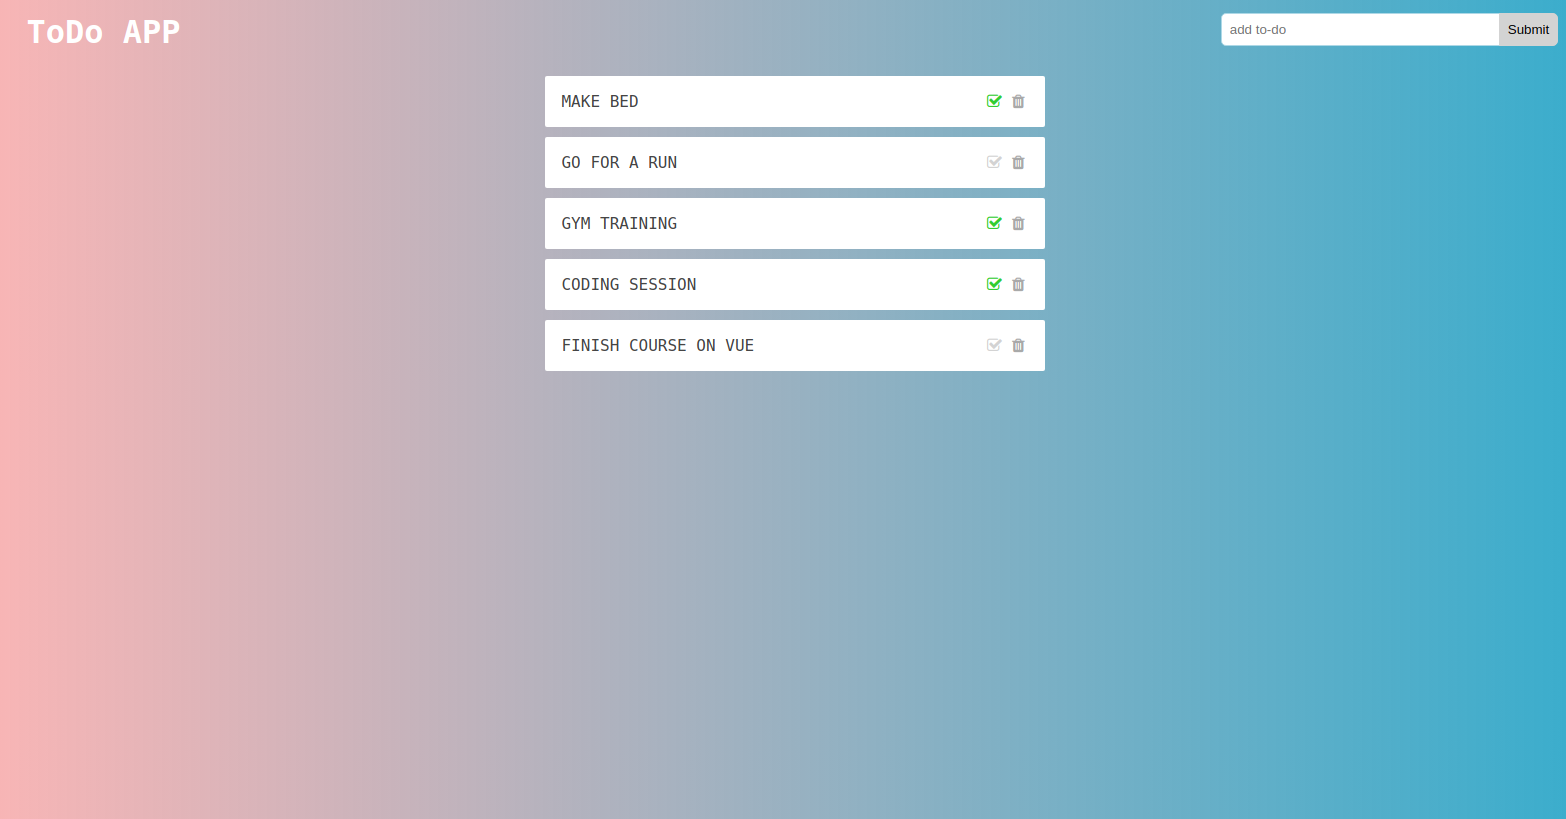 ToDo APP
add to-do
Submit
MAKE BED
GO FOR A RUN
GYM TRAINING
CODING SESSION
FINISH COURSE ON VUE